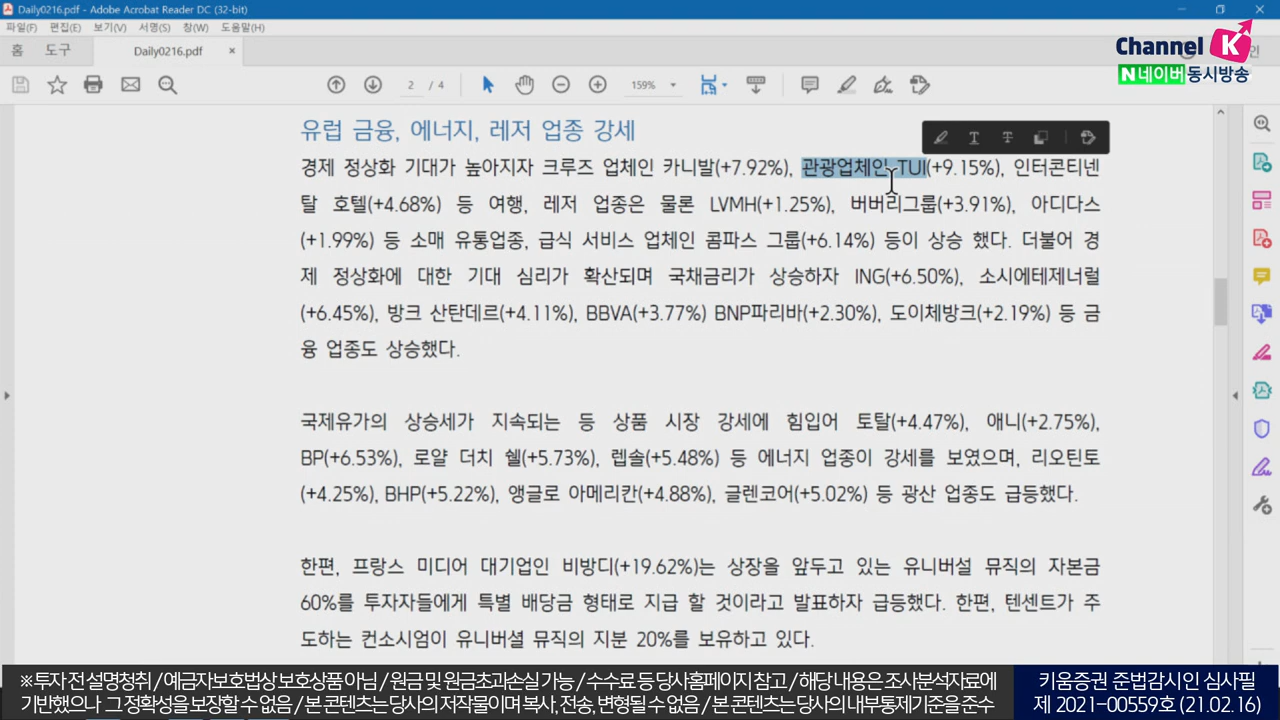 Daily0216.pdf - Adobe Acrobat Reader DC (32-bit)
파일(F) 편집(E) 보기(V) 서명(S) 창(W) 도움말(H)
홈 도구 Daily0216.pdf ×
Channel K
N네이버동시방송
인
2 / 4 159%
유럽 금융, 에너지, 레저 업종 강세
경제 정상화 기대가 높아지자 크루즈 업체인 카니발(+7.92%), 관광업체인 TUI(+9.15%), 인터콘티넨
탈 호텔(+4.68%) 등 여행, 레저 업종은 물론 LVMH(+1.25%), 버버리그룹(+3.91%), 아디다스
(+1.99%) 등 소매 유통업종, 급식 서비스 업체인 콤파스 그룹(+6.14%) 등이 상승 했다. 더불어 경
제 정상화에 대한 기대 심리가 확산되며 국채금리가 상승하자 ING(+6.50%), 소시에테제너럴
(+6.45%), 방크 산탄데르(+4.11%), BBVA(+3.77%) BNP파리바(+2.30%), 도이체방크(+2.19%) 등 금
융 업종도 상승했다.
국제유가의 상승세가 지속되는 등 상품 시장 강세에 힘입어 토탈(+4.47%), 애니(+2.75%),
BP(+6.53%), 로얄 더치 쉘(+5.73%), 렙솔(+5.48%) 등 에너지 업종이 강세를 보였으며, 리오틴토
(+4.25%), BHP(+5.22%), 앵글로 아메리칸(+4.88%), 글렌코어(+5.02%) 등 광산 업종도 급등했다.
한편, 프랑스 미디어 대기업인 비방디(+19.62%)는 상장을 앞두고 있는 유니버설 뮤직의 자본금
60%를 투자자들에게 특별 배당금 형태로 지급 할 것이라고 발표하자 급등했다. 한편, 텐센트가 주
도하는 컨소시엄이 유니버셜 뮤직의 지분 20%를 보유하고 있다.
※ 투자 전 설명청취 / 예금자보호법상 보호상품 아님 / 원금 및 원금초과손실 가능 / 수수료 등 당사홈페이지 참고 / 해당 내용은 조사분석자료에
기반했으나 그 정확성을 보장할 수 없음 / 본 콘텐츠는 당사의 저작물이며 복사, 전송, 변형될 수 없음 / 본 콘텐츠는 당사의 내부통제기준을 준수
키움증권 준법감시인 심사필
제 2021-00559호 (21.02.16)